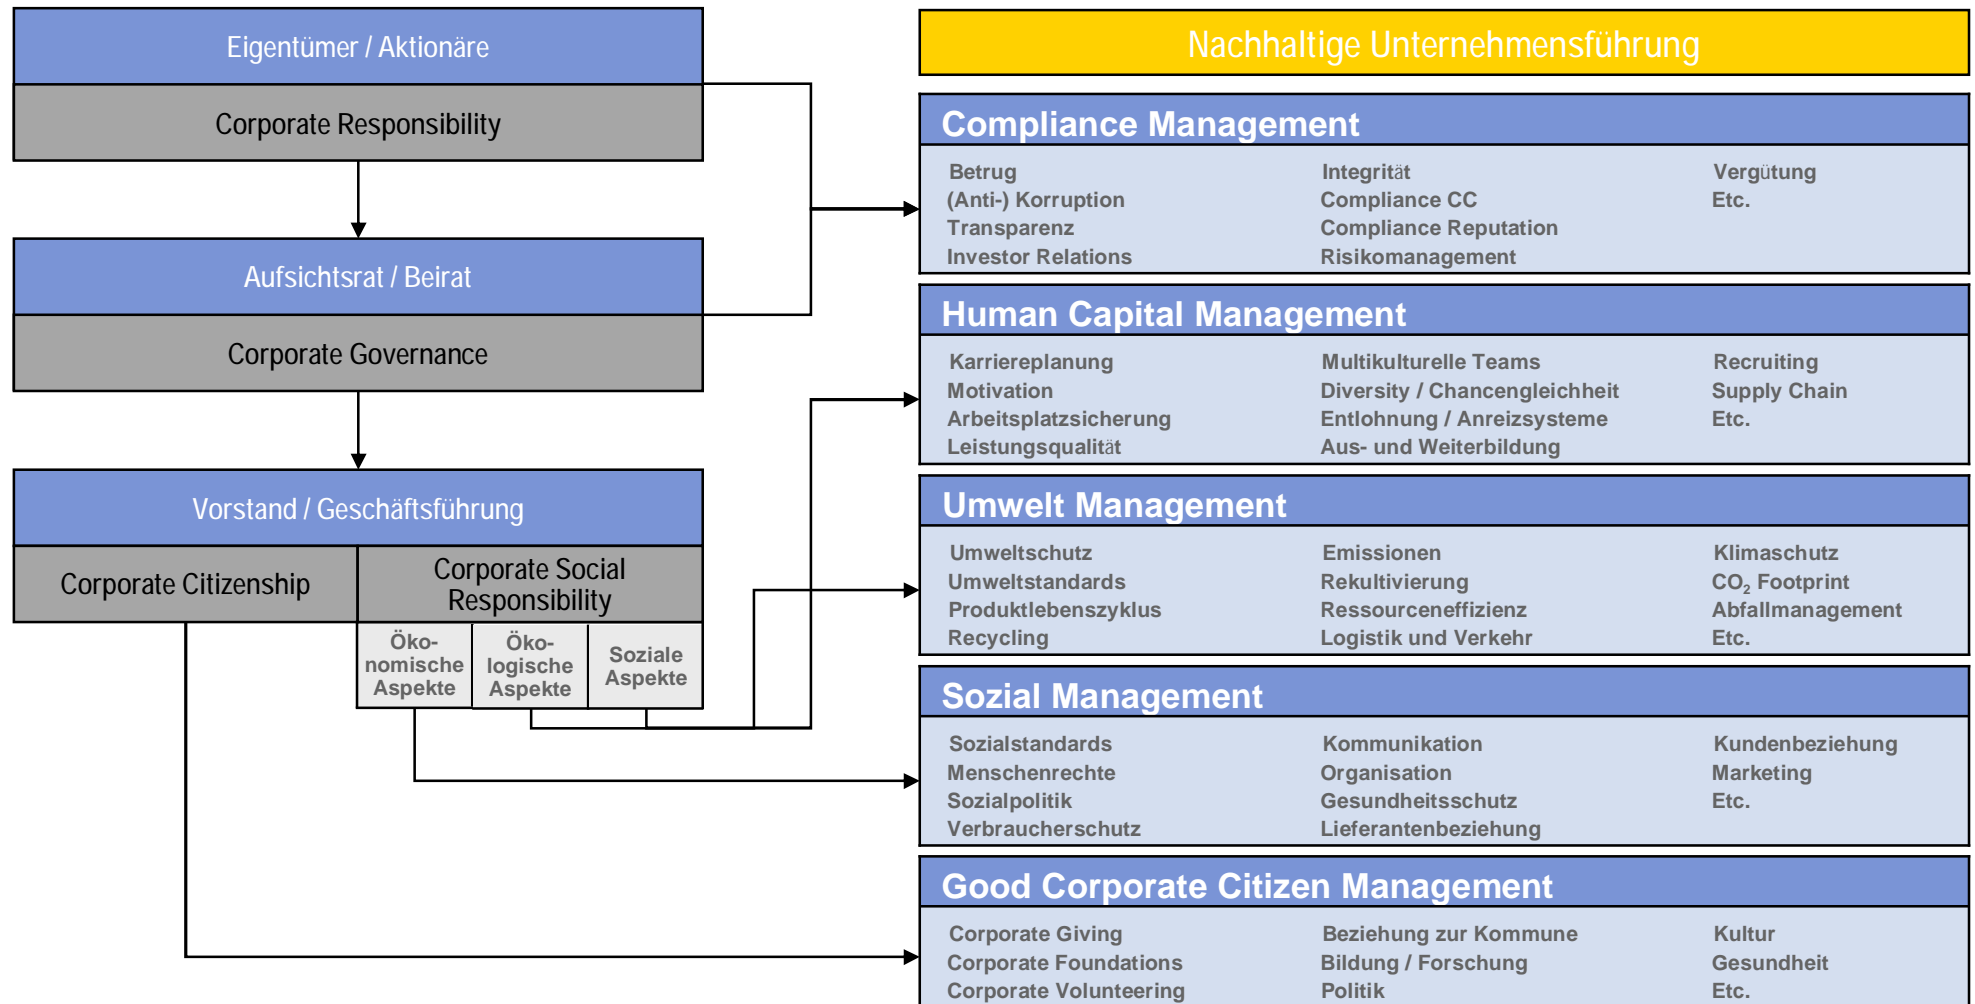 Eigentümer / Aktionäre
Corporate Responsibility
Aufsichtsrat / Beirat
Corporate Governance
Vorstand / Geschäftsführung
Corporate Citizenship
Corporate Social
Responsibility
Öko-
nomische
Aspekte
Öko-
logische
Aspekte
Soziale
Aspekte
Nachhaltige Unternehmensführung
Compliance Management
Betrug
(Anti-) Korruption
Transparenz
Investor Relations
Integrität
Compliance CC
Compliance Reputation
Risikomanagement
Vergütung
Etc.
Human Capital Management
Karriereplanung
Motivation
Arbeitsplatzsicherung
Leistungsqualität
Multikulturelle Teams
Diversity / Chancengleichheit
Entlohnung / Anreizsysteme
Aus- und Weiterbildung
Recruiting
Supply Chain
Etc.
Umwelt Management
Umweltschutz
Umweltstandards
Produktlebenszyklus
Recycling
Emissionen
Rekultivierung
Ressourceneffizienz
Logistik und Verkehr
Klimaschutz
CO₂ Footprint
Abfallmanagement
Etc.
Sozial Management
Sozialstandards
Menschenrechte
Sozialpolitik
Verbraucherschutz
Kommunikation
Organisation
Gesundheitsschutz
Lieferantenbeziehung
Kundenbeziehung
Marketing
Etc.
Good Corporate Citizen Management
Corporate Giving
Corporate Foundations
Corporate Volunteering
Beziehung zur Kommune
Bildung / Forschung
Politik
Kultur
Gesundheit
Etc.